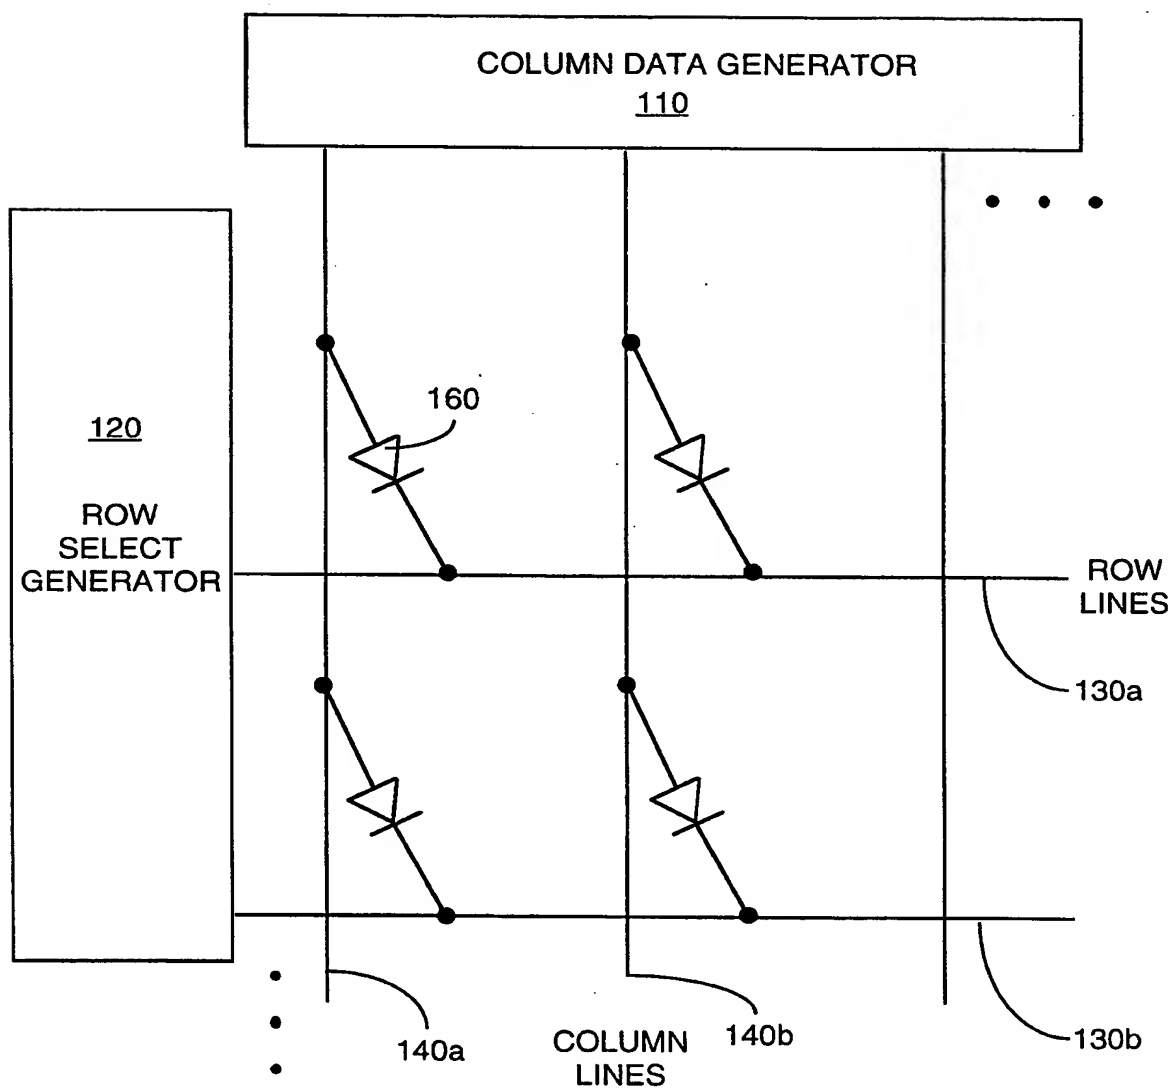 COLUMN DATA GENERATOR
110
160
120
ROW
SELECT
GENERATOR
ROW
LINES
130a
140a
COLUMN
LINES
140b
130b